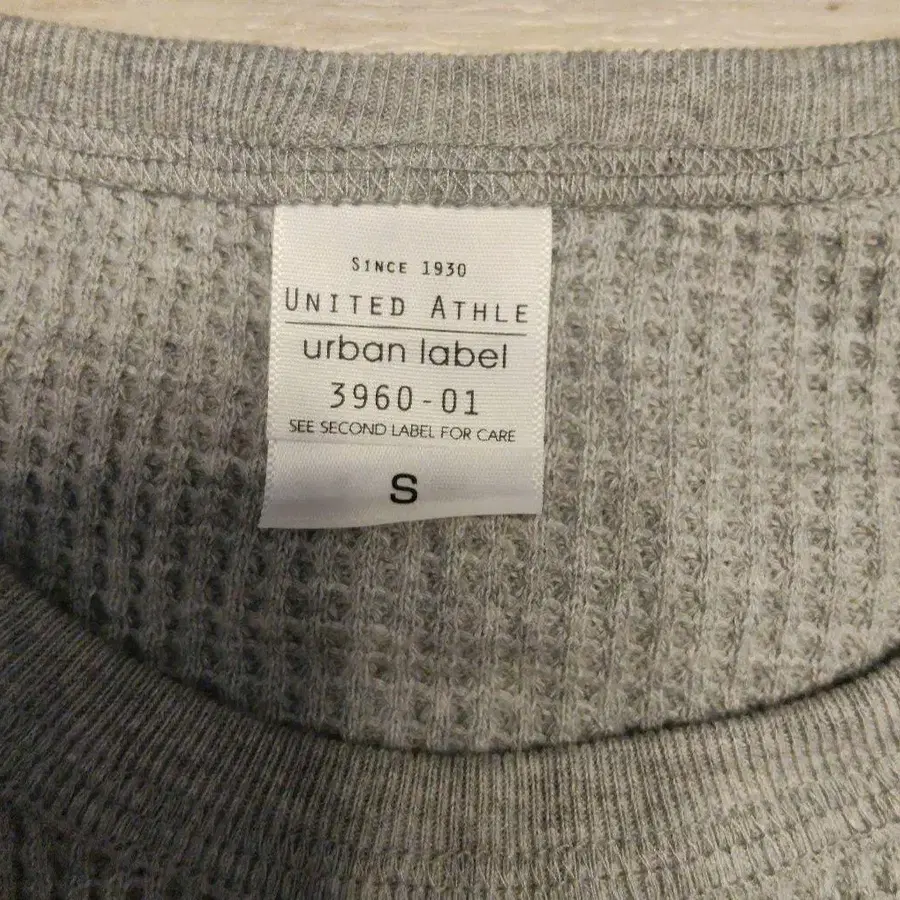 SINCE 1930
UNITED ATHLE
urban label
3960-01
SEE SECOND LABEL FOR CARE
S